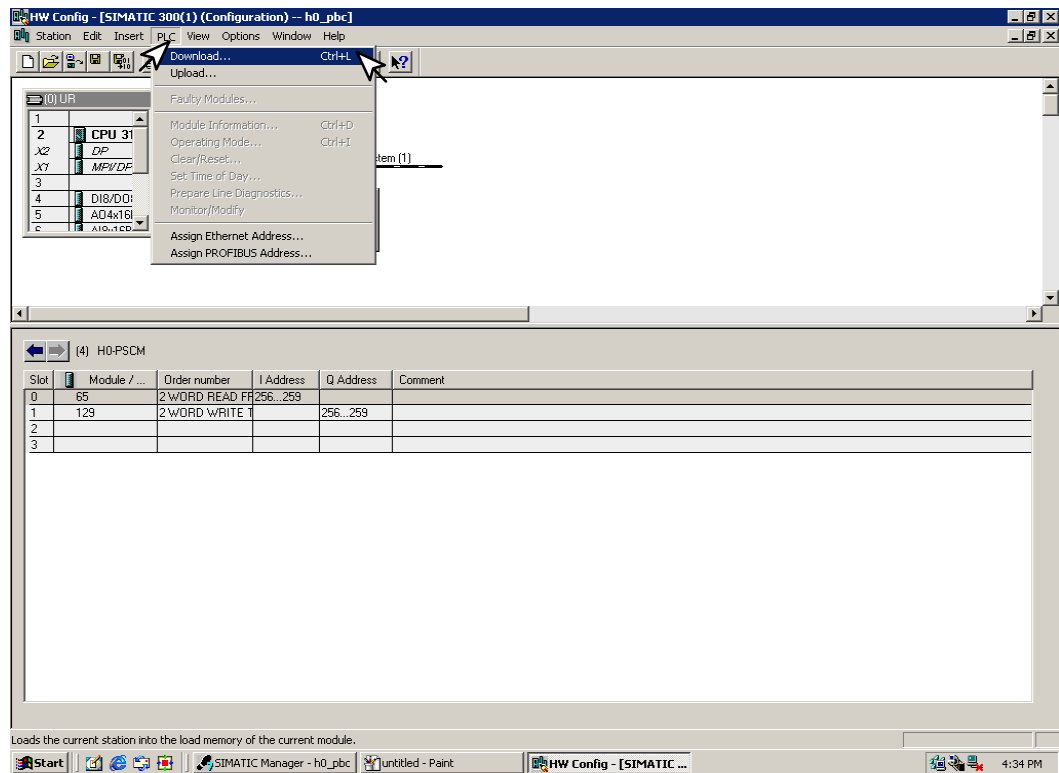 HW Config - [SIMATIC 300(1) (Configuration) -- h0_pbc]
Station Edit Insert PLC View Options Window Help
Download... Ctrl+L
Upload...
Faulty Modules...
Module Information... Ctrl+D
Operating Mode... Ctrl+I
Clear/Reset...
Set Time of Day...
Prepare Line Diagnostics...
Monitor/Modify
Assign Ethernet Address...
Assign PROFIBUS Address...
(0) UR
1
2 CPU 31
X2 DP
X1 MPI/DP
3
4 DI8/DO
5 AO4x16
tem (1)
(4) H0-PSCM
Slot Module / ... Order number I Address Q Address Comment
0 65 2 WORD READ FR 256...259
1 129 2 WORD WRITE T 256...259
2
3
Loads the current station into the load memory of the current module.
Start SIMATIC Manager - h0_pbc untitled - Paint HW Config - [SIMATIC ... 4:34 PM